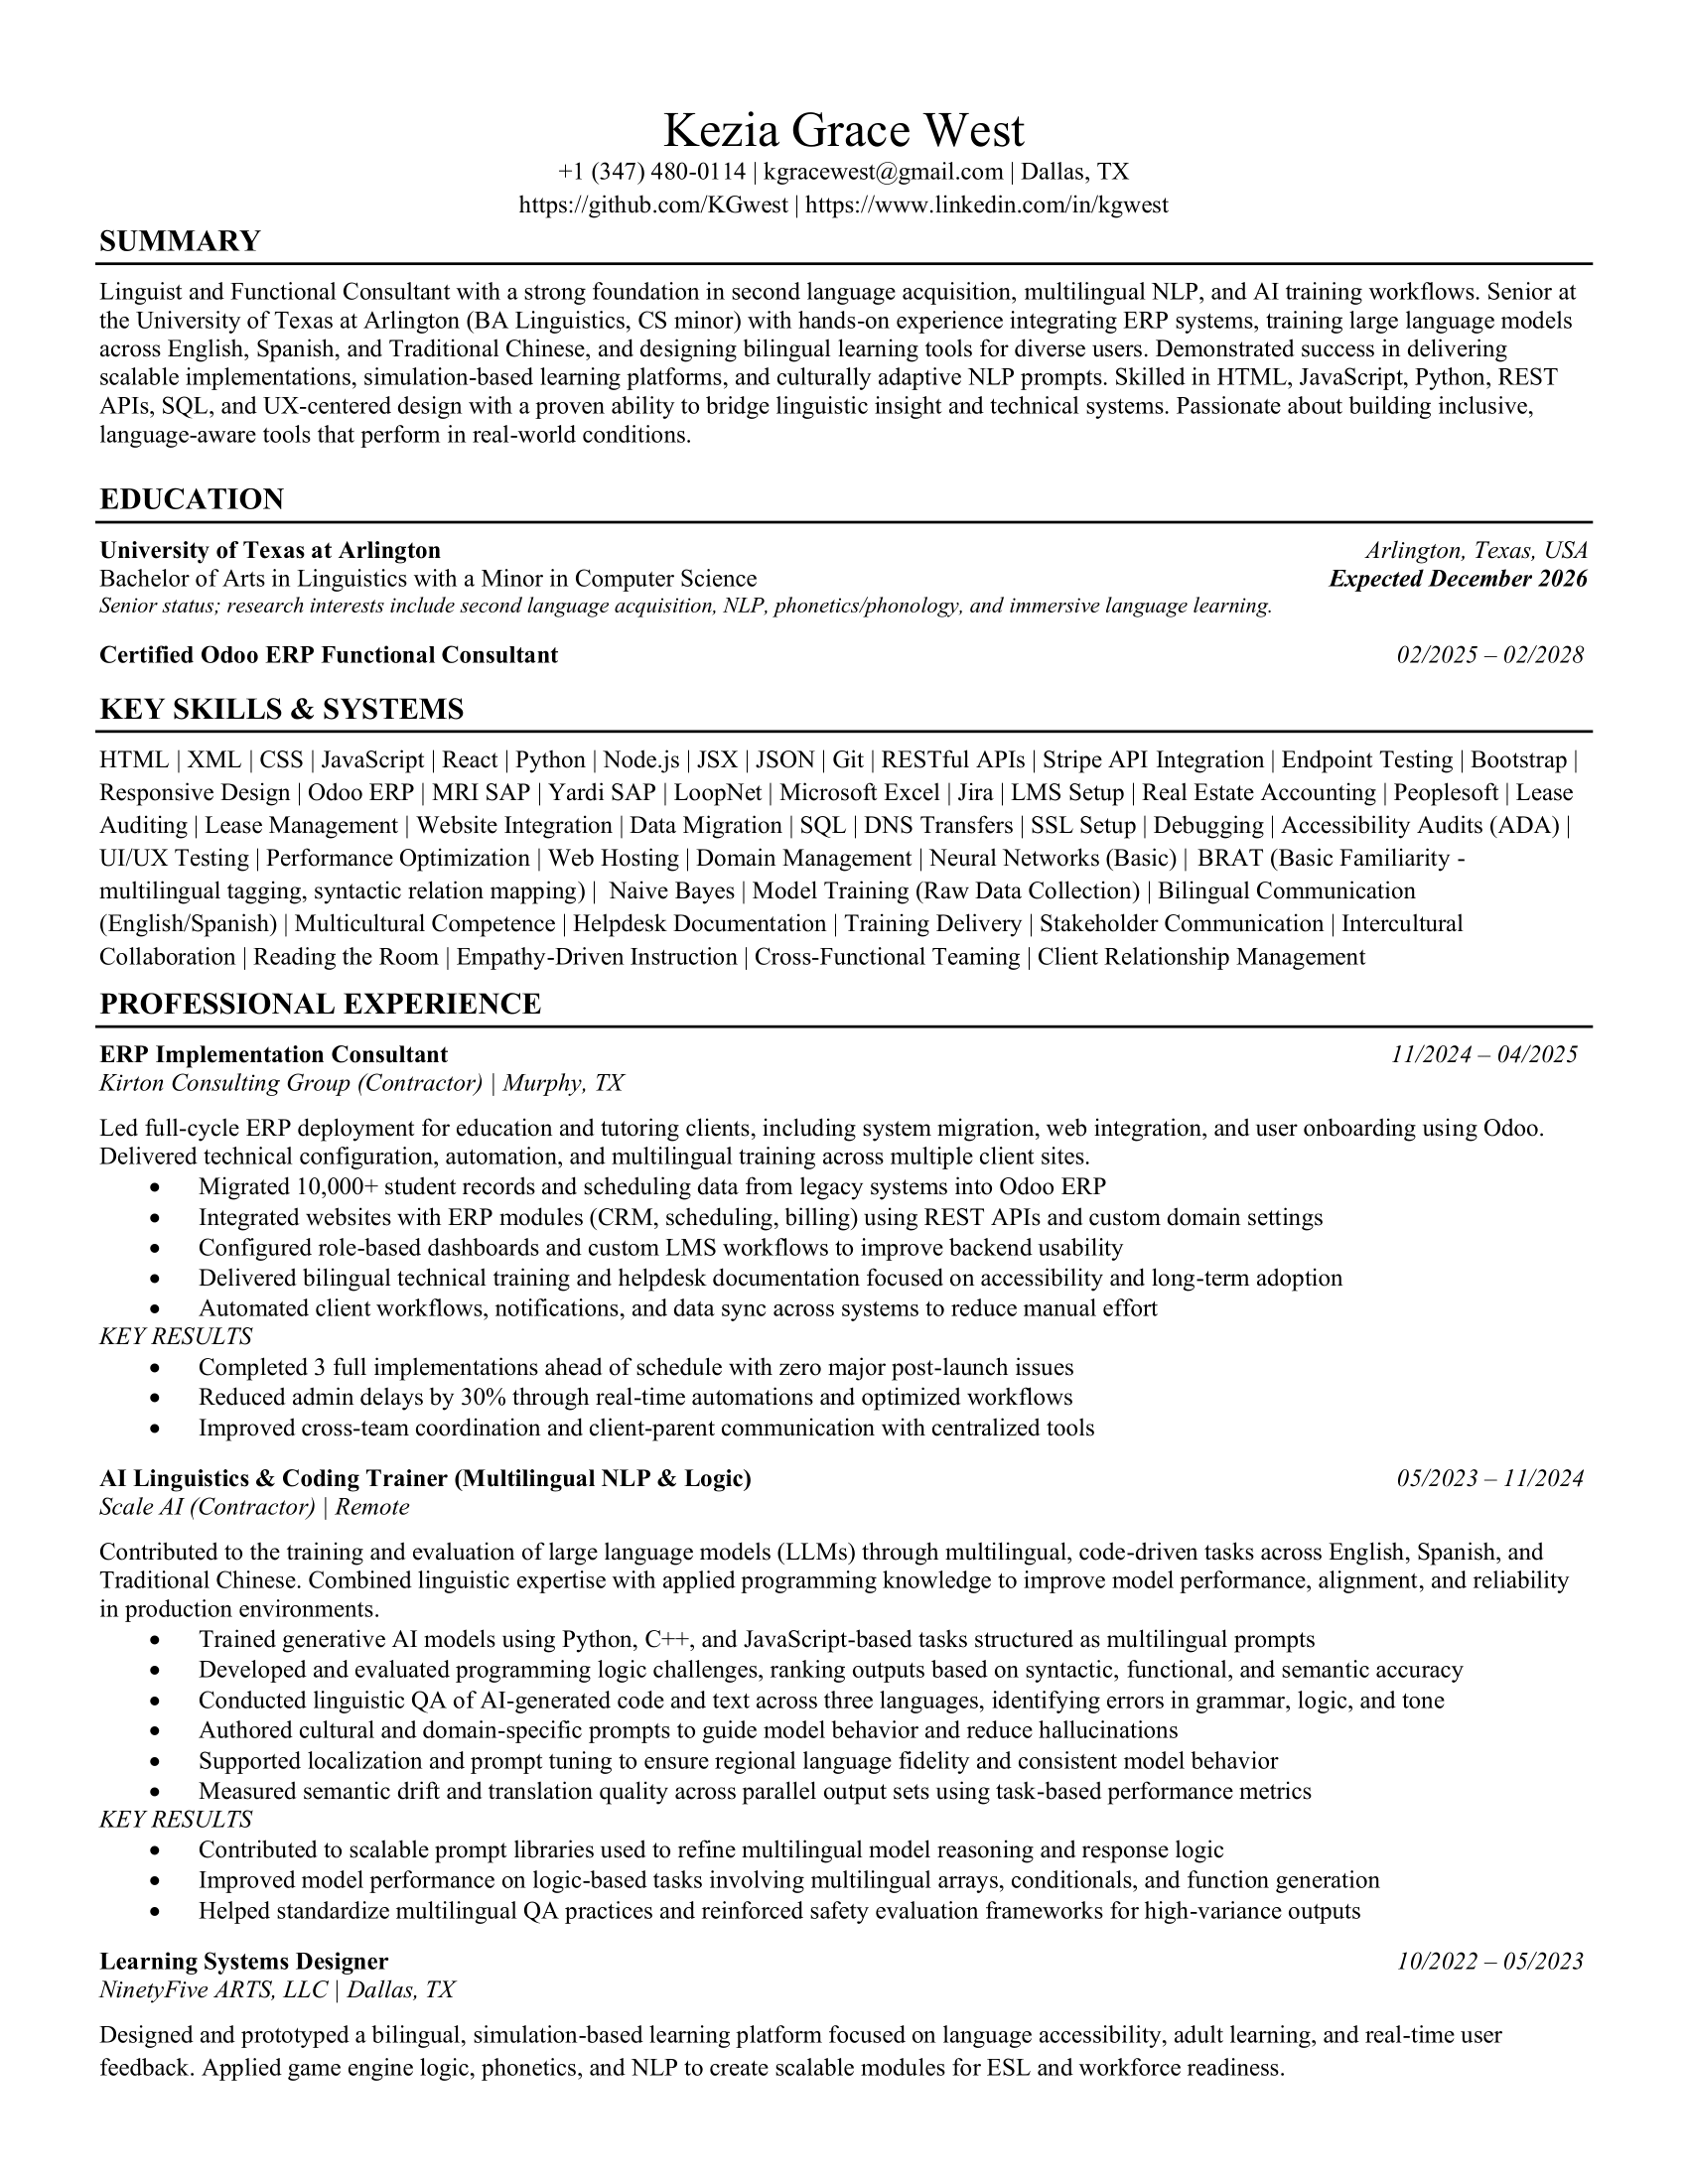 Kezia Grace West
+1 (347) 480-0114 | kgracewest@gmail.com | Dallas, TX
https://github.com/KGwest | https://www.linkedin.com/in/kgwest
SUMMARY
Linguist and Functional Consultant with a strong foundation in second language acquisition, multilingual NLP, and AI training workflows. Senior at
the University of Texas at Arlington (BA Linguistics, CS minor) with hands-on experience integrating ERP systems, training large language models
across English, Spanish, and Traditional Chinese, and designing bilingual learning tools for diverse users. Demonstrated success in delivering
scalable implementations, simulation-based learning platforms, and culturally adaptive NLP prompts. Skilled in HTML, JavaScript, Python, REST
APIs, SQL, and UX-centered design with a proven ability to bridge linguistic insight and technical systems. Passionate about building inclusive,
language-aware tools that perform in real-world conditions.
EDUCATION
University of Texas at Arlington Arlington, Texas, USA
Bachelor of Arts in Linguistics with a Minor in Computer Science Expected December 2026
Senior status; research interests include second language acquisition, NLP, phonetics/phonology, and immersive language learning.
Certified Odoo ERP Functional Consultant 02/2025 – 02/2028
KEY SKILLS & SYSTEMS
HTML | XML | CSS | JavaScript | React | Python | Node.js | JSX | JSON | Git | RESTful APIs | Stripe API Integration | Endpoint Testing | Bootstrap |
Responsive Design | Odoo ERP | MRI SAP | Yardi SAP | LoopNet | Microsoft Excel | Jira | LMS Setup | Real Estate Accounting | Peoplesoft | Lease
Auditing | Lease Management | Website Integration | Data Migration | SQL | DNS Transfers | SSL Setup | Debugging | Accessibility Audits (ADA) |
UI/UX Testing | Performance Optimization | Web Hosting | Domain Management | Neural Networks (Basic) | BRAT (Basic Familiarity -
multilingual tagging, syntactic relation mapping) | Naive Bayes | Model Training (Raw Data Collection) | Bilingual Communication
(English/Spanish) | Multicultural Competence | Helpdesk Documentation | Training Delivery | Stakeholder Communication | Intercultural
Collaboration | Reading the Room | Empathy-Driven Instruction | Cross-Functional Teaming | Client Relationship Management
PROFESSIONAL EXPERIENCE
ERP Implementation Consultant 11/2024 – 04/2025
Kirton Consulting Group (Contractor) | Murphy, TX
Led full-cycle ERP deployment for education and tutoring clients, including system migration, web integration, and user onboarding using Odoo.
Delivered technical configuration, automation, and multilingual training across multiple client sites.
• Migrated 10,000+ student records and scheduling data from legacy systems into Odoo ERP
• Integrated websites with ERP modules (CRM, scheduling, billing) using REST APIs and custom domain settings
• Configured role-based dashboards and custom LMS workflows to improve backend usability
• Delivered bilingual technical training and helpdesk documentation focused on accessibility and long-term adoption
• Automated client workflows, notifications, and data sync across systems to reduce manual effort
KEY RESULTS
• Completed 3 full implementations ahead of schedule with zero major post-launch issues
• Reduced admin delays by 30% through real-time automations and optimized workflows
• Improved cross-team coordination and client-parent communication with centralized tools
AI Linguistics & Coding Trainer (Multilingual NLP & Logic) 05/2023 – 11/2024
Scale AI (Contractor) | Remote
Contributed to the training and evaluation of large language models (LLMs) through multilingual, code-driven tasks across English, Spanish, and
Traditional Chinese. Combined linguistic expertise with applied programming knowledge to improve model performance, alignment, and reliability
in production environments.
• Trained generative AI models using Python, C++, and JavaScript-based tasks structured as multilingual prompts
• Developed and evaluated programming logic challenges, ranking outputs based on syntactic, functional, and semantic accuracy
• Conducted linguistic QA of AI-generated code and text across three languages, identifying errors in grammar, logic, and tone
• Authored cultural and domain-specific prompts to guide model behavior and reduce hallucinations
• Supported localization and prompt tuning to ensure regional language fidelity and consistent model behavior
• Measured semantic drift and translation quality across parallel output sets using task-based performance metrics
KEY RESULTS
• Contributed to scalable prompt libraries used to refine multilingual model reasoning and response logic
• Improved model performance on logic-based tasks involving multilingual arrays, conditionals, and function generation
• Helped standardize multilingual QA practices and reinforced safety evaluation frameworks for high-variance outputs
Learning Systems Designer 10/2022 – 05/2023
NinetyFive ARTS, LLC | Dallas, TX
Designed and prototyped a bilingual, simulation-based learning platform focused on language accessibility, adult learning, and real-time user
feedback. Applied game engine logic, phonetics, and NLP to create scalable modules for ESL and workforce readiness.